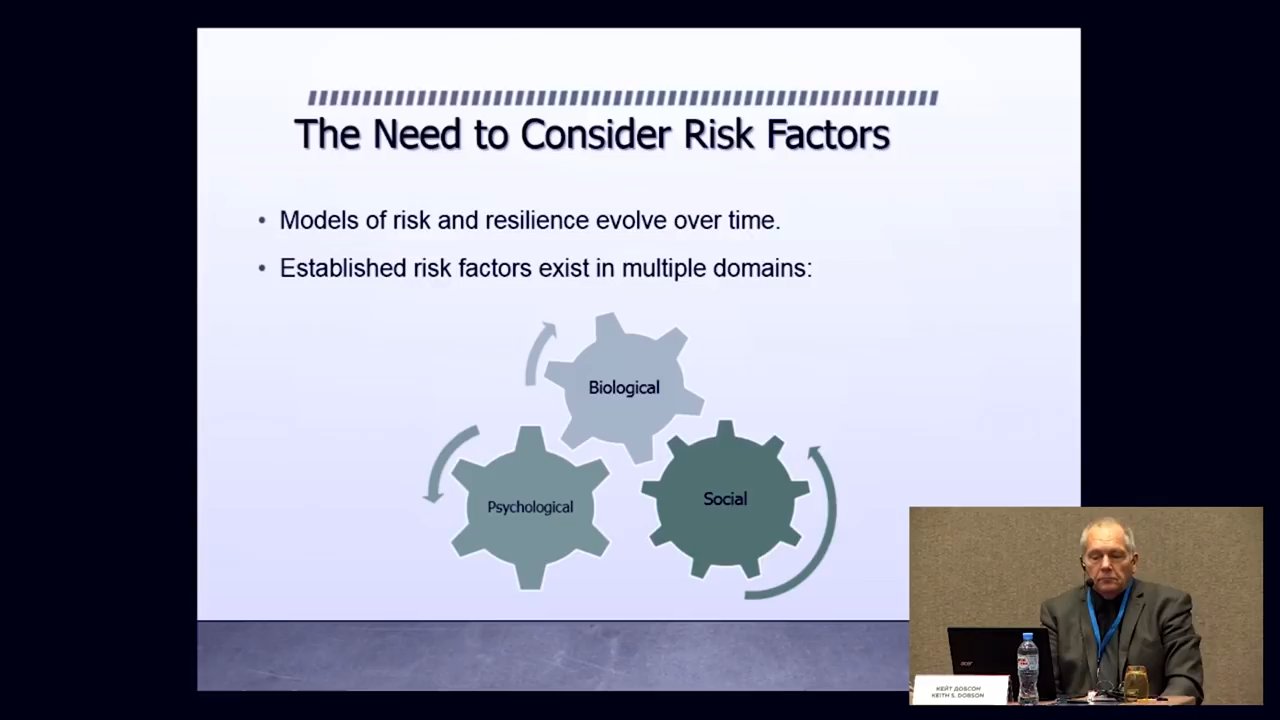 The Need to Consider Risk Factors
• Models of risk and resilience evolve over time.
• Established risk factors exist in multiple domains:
Biological
Psychological
Social
acer
КЕЙТ ДОБСОН
KEITH S. DOBSON